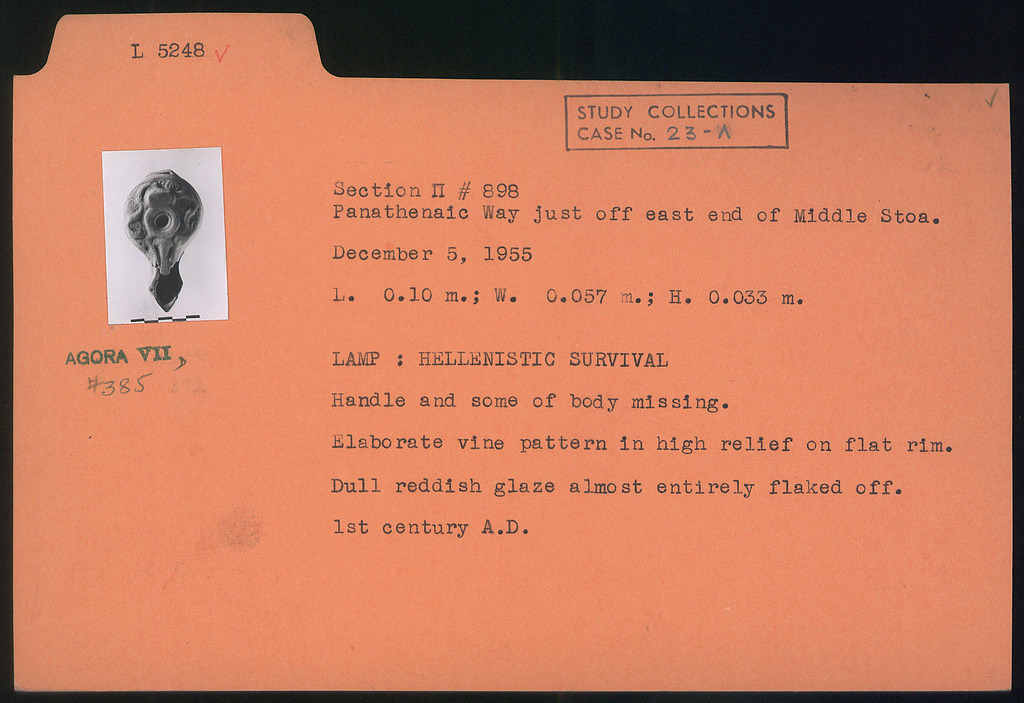 L 5248 ✓
STUDY COLLECTIONS
CASE No. 23-A
Section Π # 898
Panathenaic Way just off east end of Middle Stoa.
December 5, 1955
L. 0.10 m.; W. 0.057 m.; H. 0.033 m.
AGORA VII,
#385
LAMP : HELLENISTIC SURVIVAL
Handle and some of body missing.
Elaborate vine pattern in high relief on flat rim.
Dull reddish glaze almost entirely flaked off.
1st century A.D.